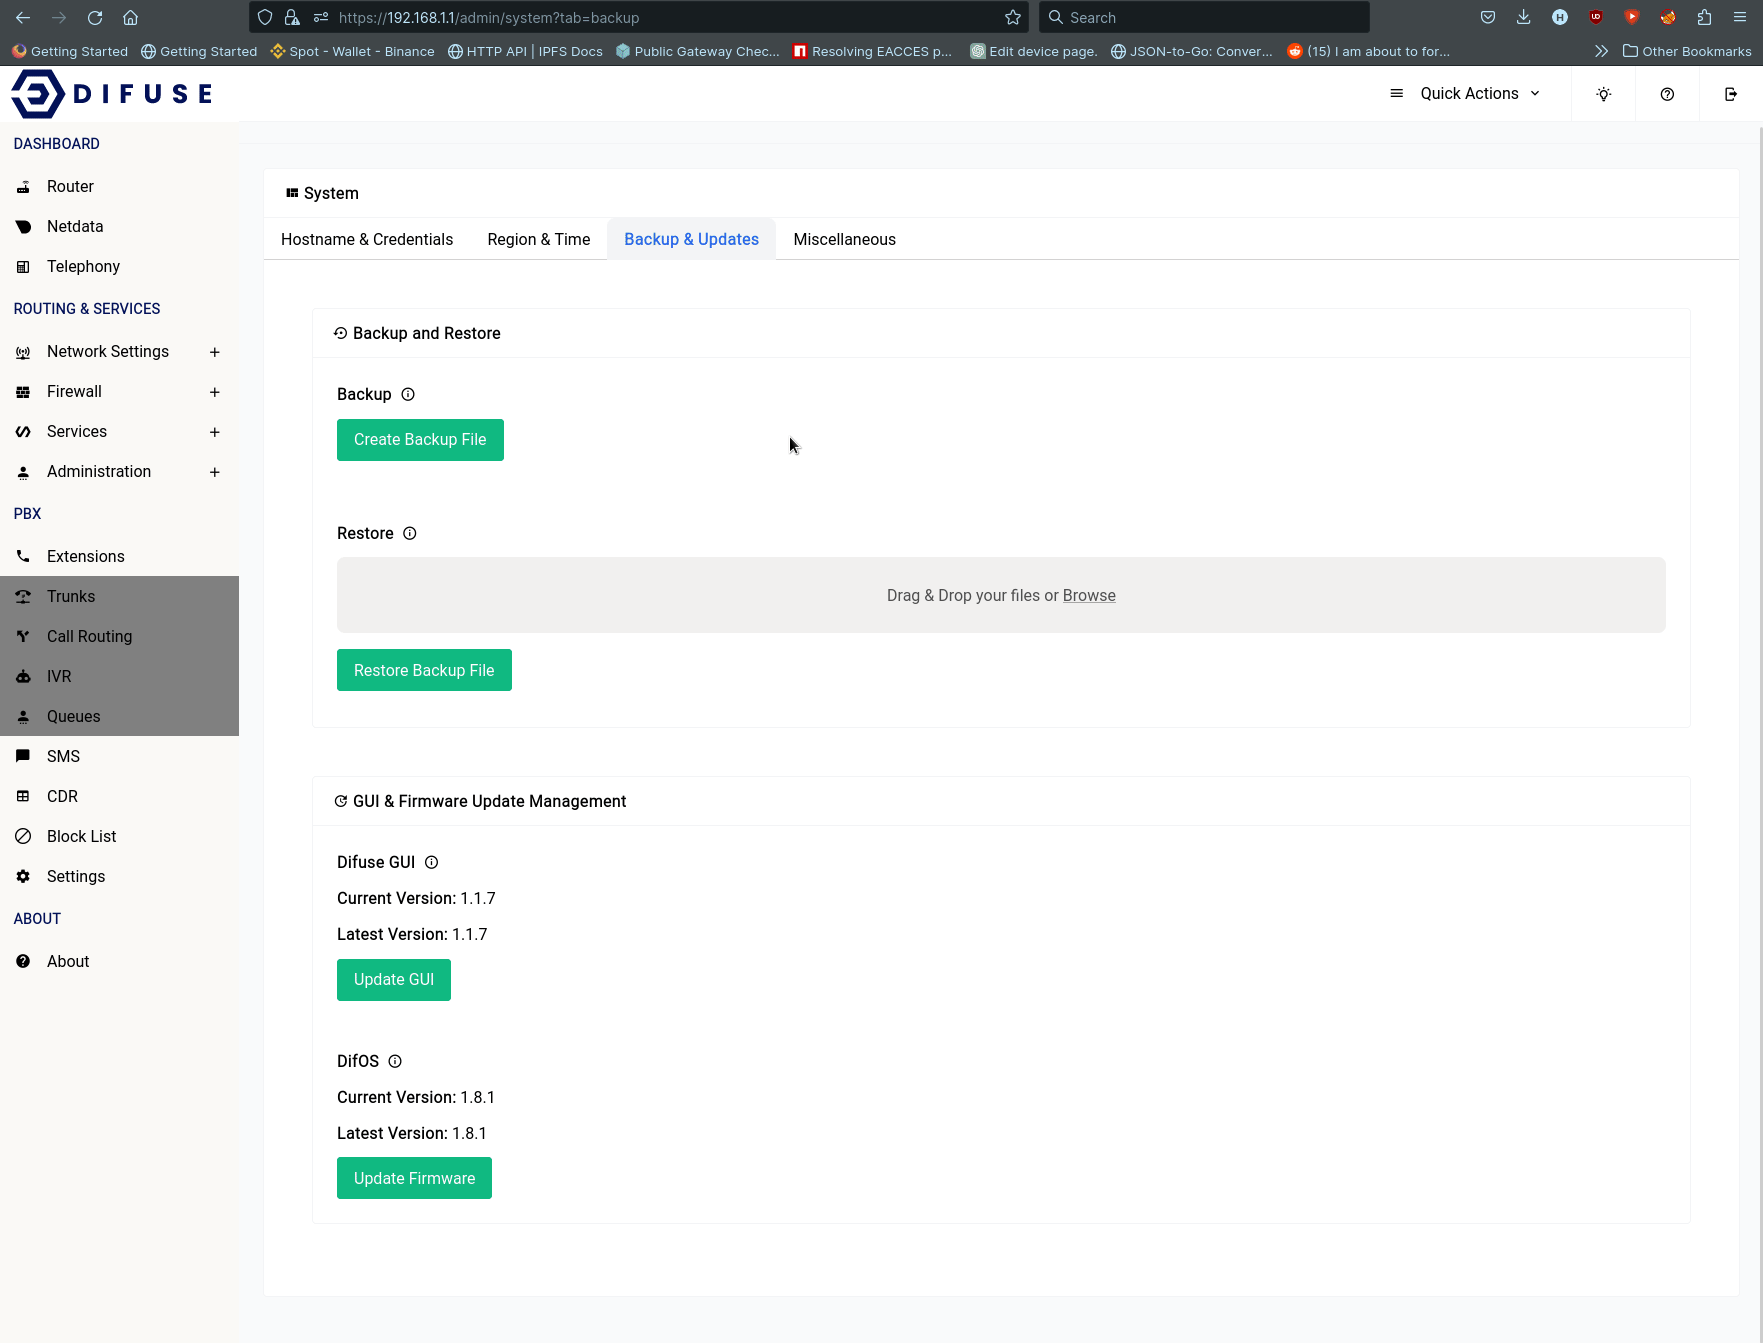 https://192.168.1.1/admin/system?tab=backup
Search
Getting Started
Getting Started
Spot - Wallet - Binance
HTTP API | IPFS Docs
Public Gateway Chec...
Resolving EACCES p...
Edit device page.
JSON-to-Go: Conver...
(15) I am about to for...
Other Bookmarks
DIFUSE
Quick Actions
DASHBOARD
Router
Netdata
Telephony
ROUTING & SERVICES
Network Settings
Firewall
Services
Administration
PBX
Extensions
Trunks
Call Routing
IVR
Queues
SMS
CDR
Block List
Settings
ABOUT
About
System
Hostname & Credentials
Region & Time
Backup & Updates
Miscellaneous
Backup and Restore
Backup
Create Backup File
Restore
Drag & Drop your files or Browse
Restore Backup File
GUI & Firmware Update Management
Difuse GUI
Current Version: 1.1.7
Latest Version: 1.1.7
Update GUI
DifOS
Current Version: 1.8.1
Latest Version: 1.8.1
Update Firmware